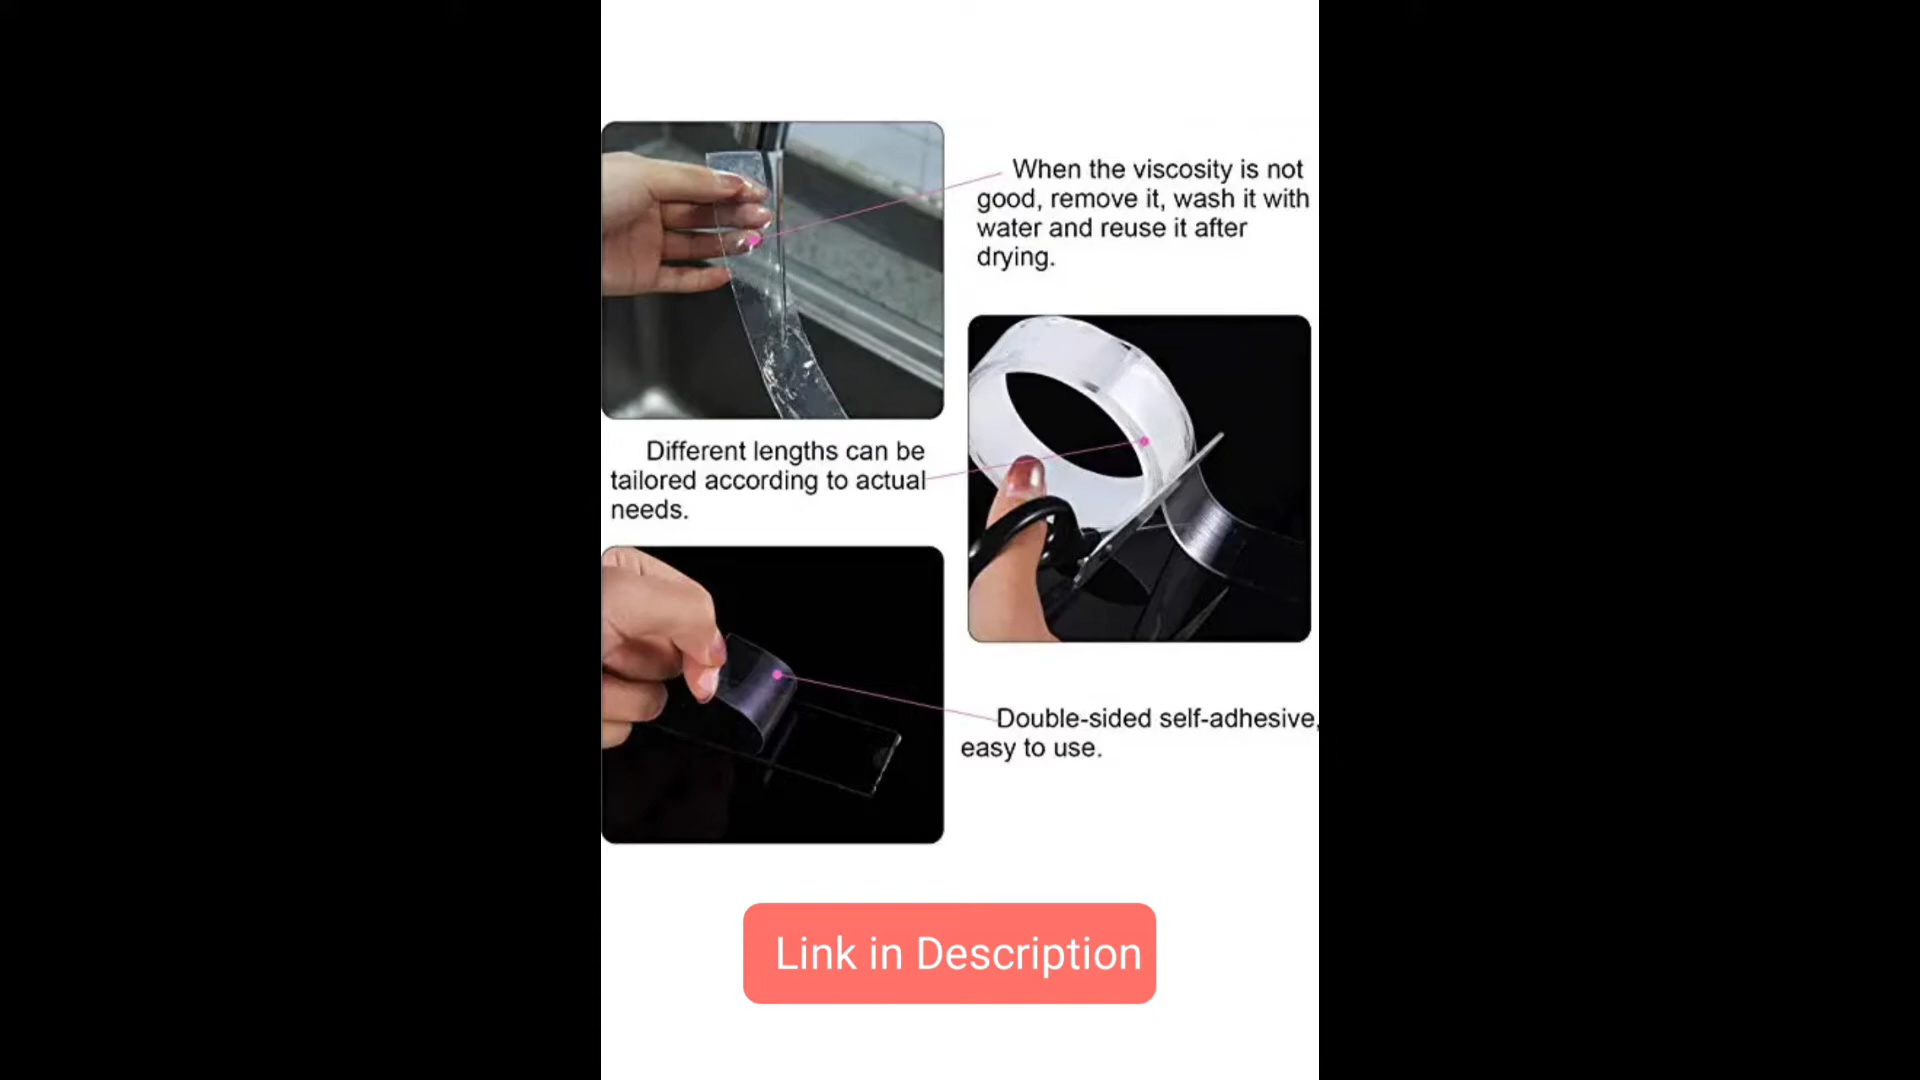 When the viscosity is not
good, remove it, wash it with
water and reuse it after
drying.
Different lengths can be
tailored according to actual
needs.
Double-sided self-adhesive,
easy to use.
Link in Description